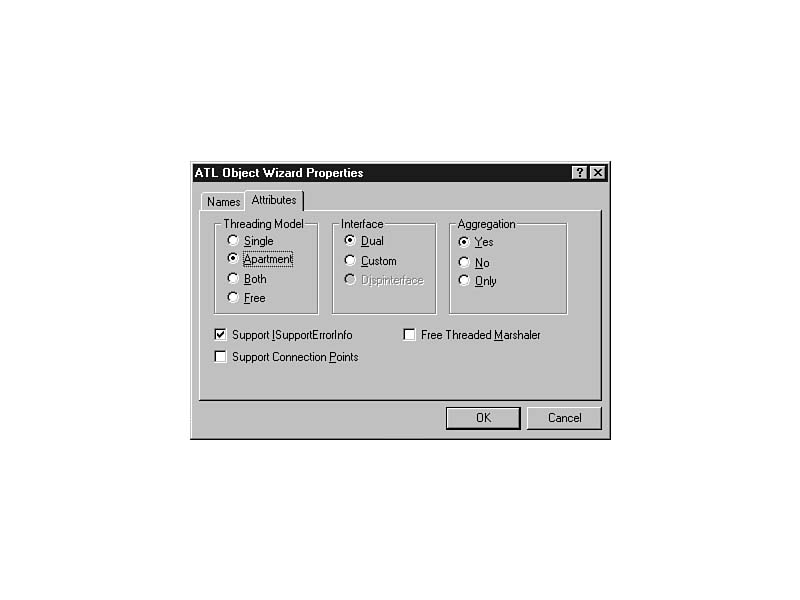 ATL Object Wizard Properties
Names Attributes
Threading Model Interface Aggregation
Single Dual Yes
Apartment Custom No
Both Dispinterface Only
Free
Support ISupportErrorInfo Free Threaded Marshaler
Support Connection Points
OK Cancel